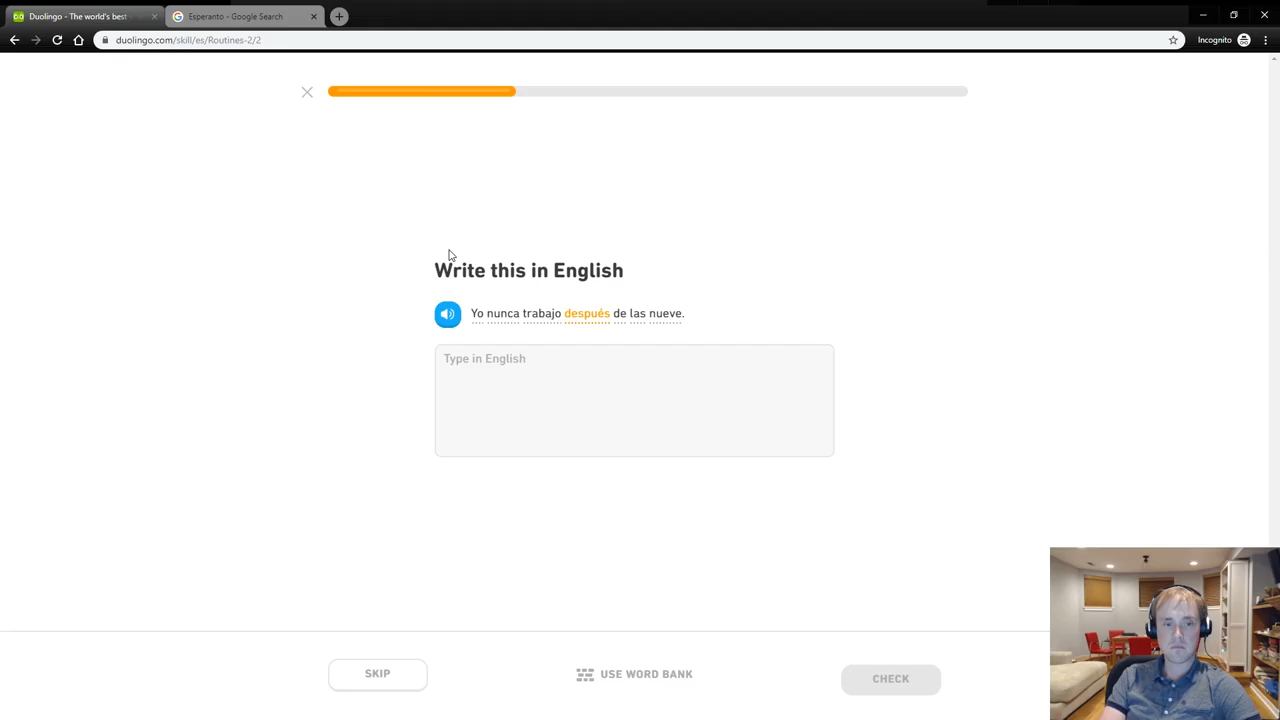 Duolingo - The world's best
Esperanto - Google Search
duolingo.com/skill/es/Routines-2/2
Incognito
Write this in English
Yo nunca trabajo después de las nueve.
Type in English
SKIP
USE WORD BANK
CHECK